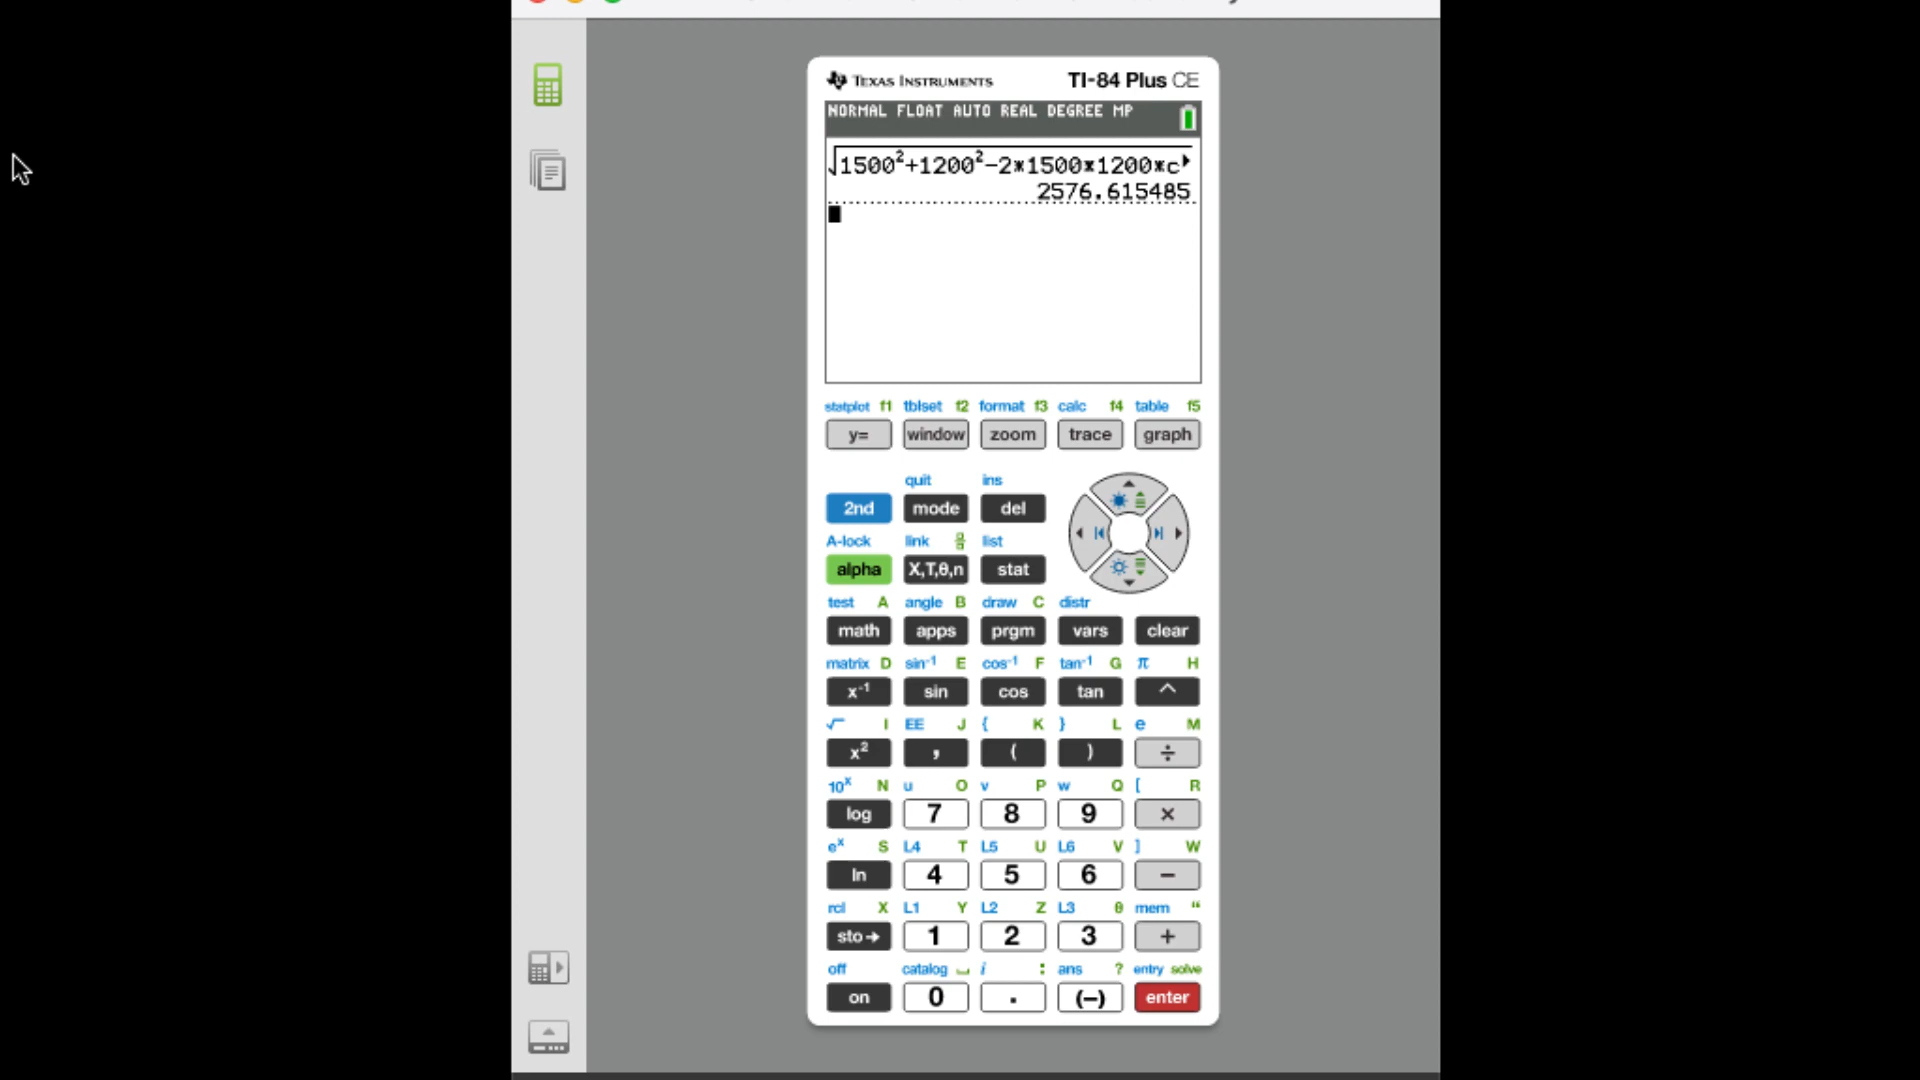 TEXAS INSTRUMENTS TI-84 Plus CE
NORMAL FLOAT AUTO REAL DEGREE MP
√1500²+1200²-2*1500*1200*c
2576.615485
statplot f1 tblset f2 format f3 calc f4 table f5
y= window zoom trace graph
quit ins
2nd mode del
A-lock link list
alpha X,T,θ,n stat
test A angle B draw C distr
math apps prgm vars clear
matrix D sin⁻¹ E cos⁻¹ F tan⁻¹ G π H
x⁻¹ sin cos tan ^
√ I EE J { K } L e M
x² , ( ) ÷
10ˣ N u O v P w Q [ R
log 7 8 9 ×
eˣ S L4 T L5 U L6 V ] W
ln 4 5 6 −
rcl X L1 Y L2 Z L3 θ mem "
sto→ 1 2 3 +
off catalog ⎵ i : ans ? entry solve
on 0 . (−) enter